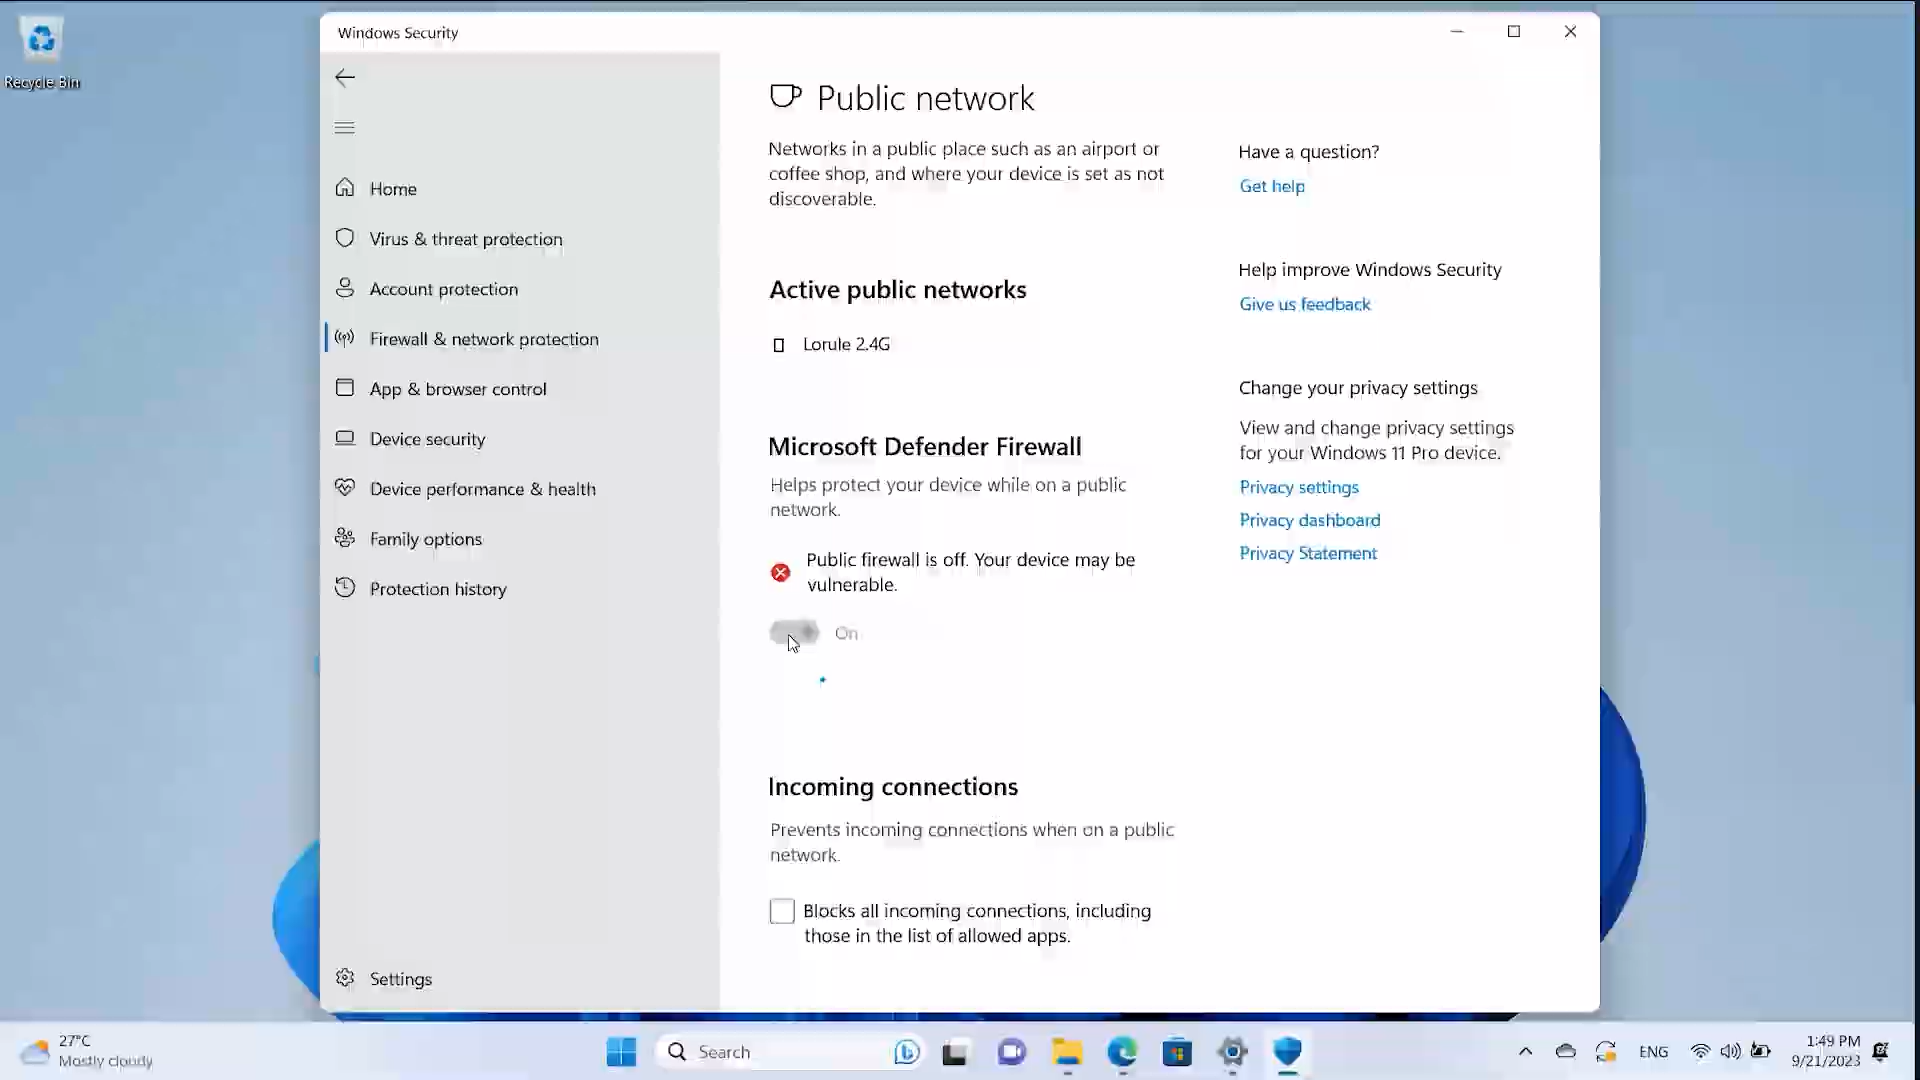 Recycle Bin
Windows Security
Home
Virus & threat protection
Account protection
Firewall & network protection
App & browser control
Device security
Device performance & health
Family options
Protection history
Settings
Public network
Networks in a public place such as an airport or
coffee shop, and where your device is set as not
discoverable.
Active public networks
Lorule 2.4G
Microsoft Defender Firewall
Helps protect your device while on a public
network.
Public firewall is off. Your device may be
vulnerable.
On
Incoming connections
Prevents incoming connections when on a public
network.
Blocks all incoming connections, including
those in the list of allowed apps.
Have a question?
Get help
Help improve Windows Security
Give us feedback
Change your privacy settings
View and change privacy settings
for your Windows 11 Pro device.
Privacy settings
Privacy dashboard
Privacy Statement
27°C
Mostly cloudy
Search
ENG
1:49 PM
9/21/2023